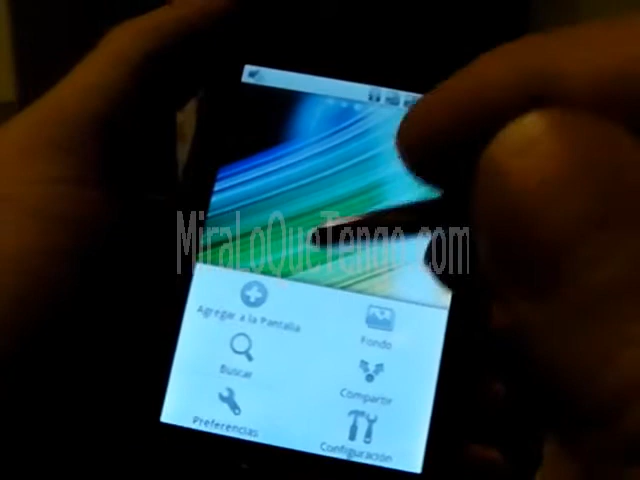 MiraLoQueTengo.com
Agregar a la Pantalla
Fondo
Buscar
Compartir
Preferencias
Configuración